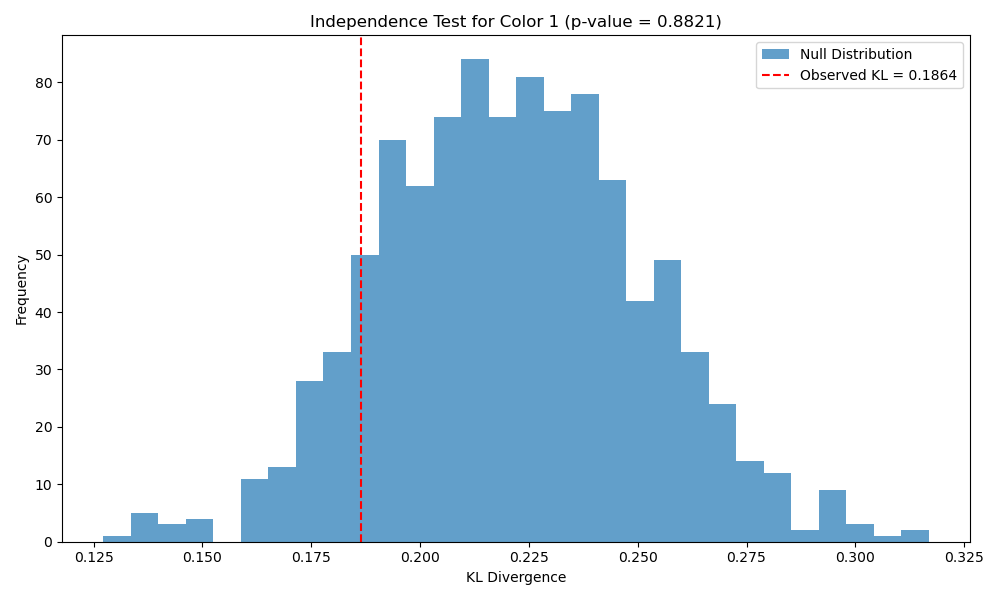 Independence Test for Color 1 (p-value = 0.8821)
Null Distribution
Observed KL = 0.1864
Frequency
80
70
60
50
40
30
20
10
0
0.125 0.150 0.175 0.200 0.225 0.250 0.275 0.300 0.325
KL Divergence